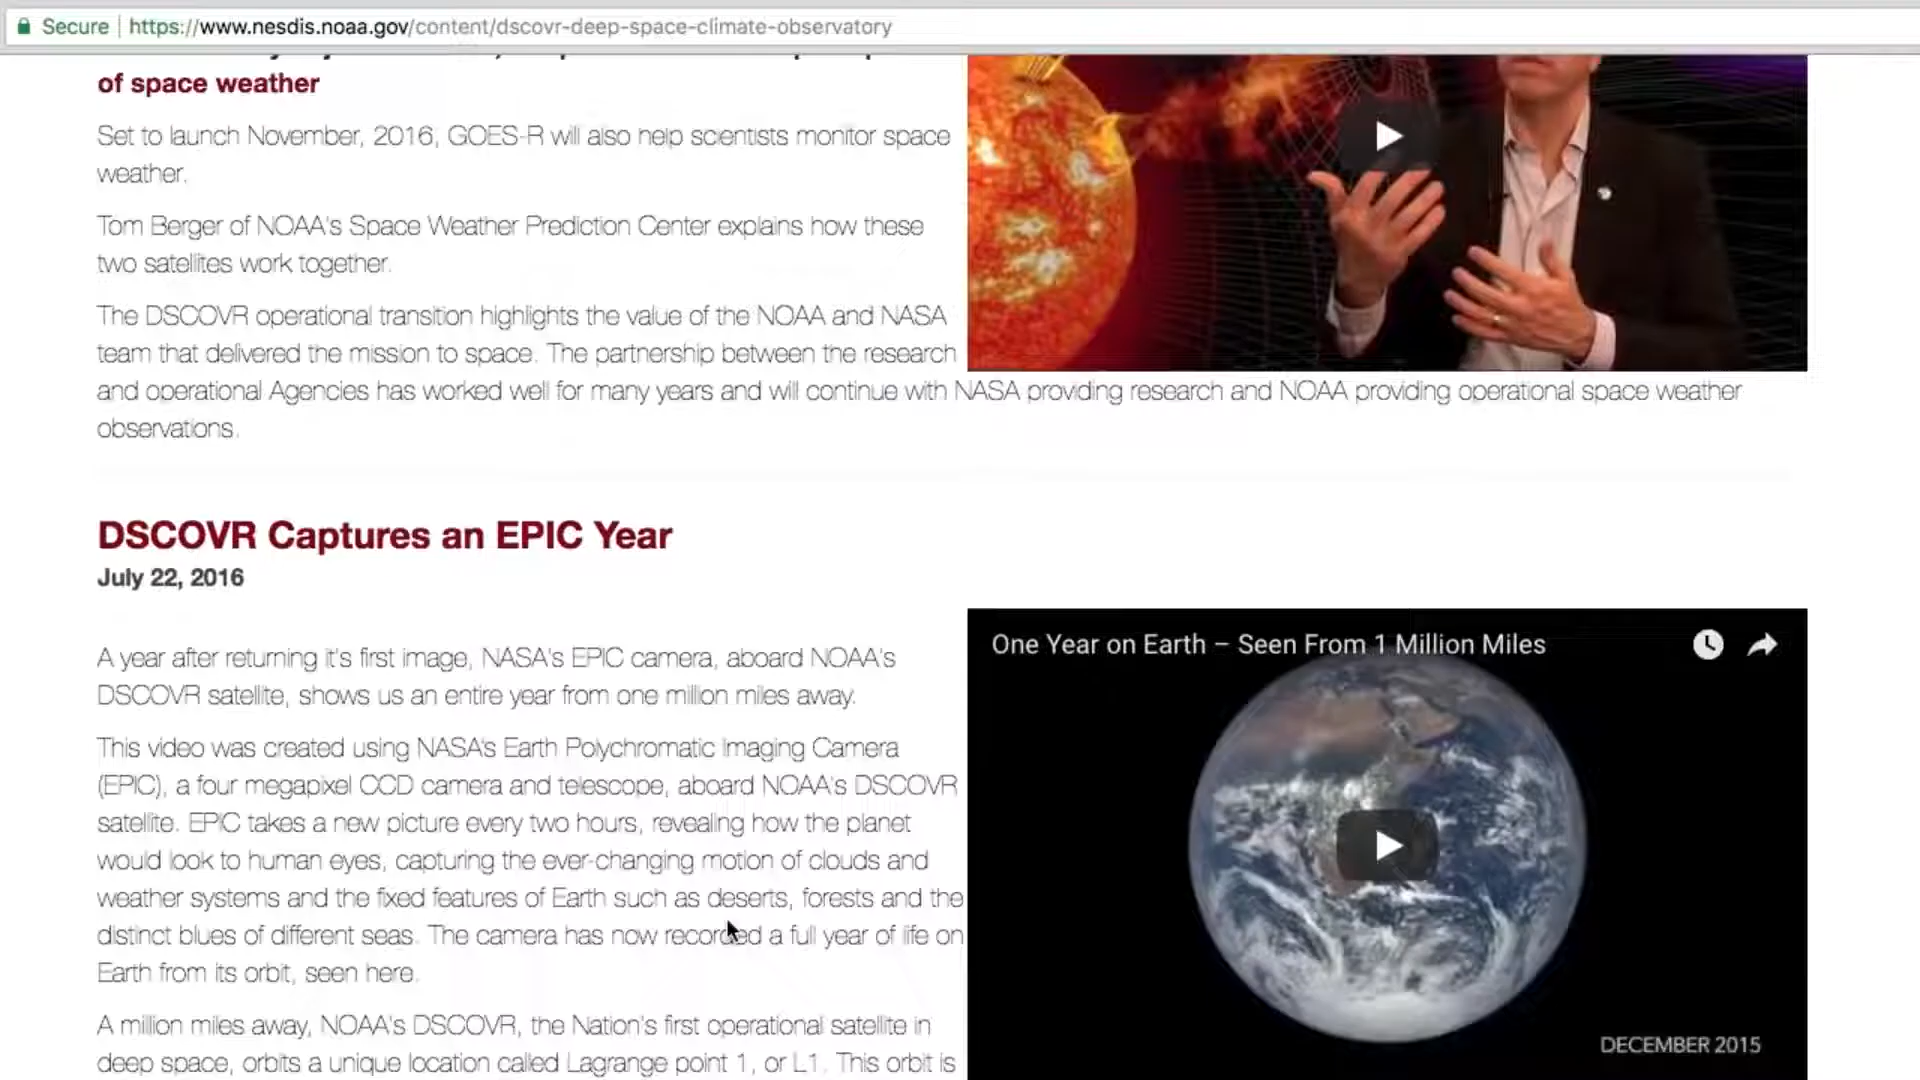 Secure | https://www.nesdis.noaa.gov/content/dscovr-deep-space-climate-observatory
of space weather
Set to launch November, 2016, GOES-R will also help scientists monitor space
weather.
Tom Berger of NOAA's Space Weather Prediction Center explains how these
two satellites work together.
The DSCOVR operational transition highlights the value of the NOAA and NASA
team that delivered the mission to space. The partnership between the research
and operational Agencies has worked well for many years and will continue with NASA providing research and NOAA providing operational space weather
observations.
DSCOVR Captures an EPIC Year
July 22, 2016
A year after returning it's first image, NASA's EPIC camera, aboard NOAA's
DSCOVR satellite, shows us an entire year from one million miles away.
This video was created using NASA's Earth Polychromatic Imaging Camera
(EPIC), a four megapixel CCD camera and telescope, aboard NOAA's DSCOVR
satellite. EPIC takes a new picture every two hours, revealing how the planet
would look to human eyes, capturing the ever-changing motion of clouds and
weather systems and the fixed features of Earth such as deserts, forests and the
distinct blues of different seas. The camera has now recorded a full year of life on
Earth from its orbit, seen here.
A million miles away, NOAA's DSCOVR, the Nation's first operational satellite in
deep space, orbits a unique location called Lagrange point 1, or L1. This orbit is
One Year on Earth – Seen From 1 Million Miles
DECEMBER 2015